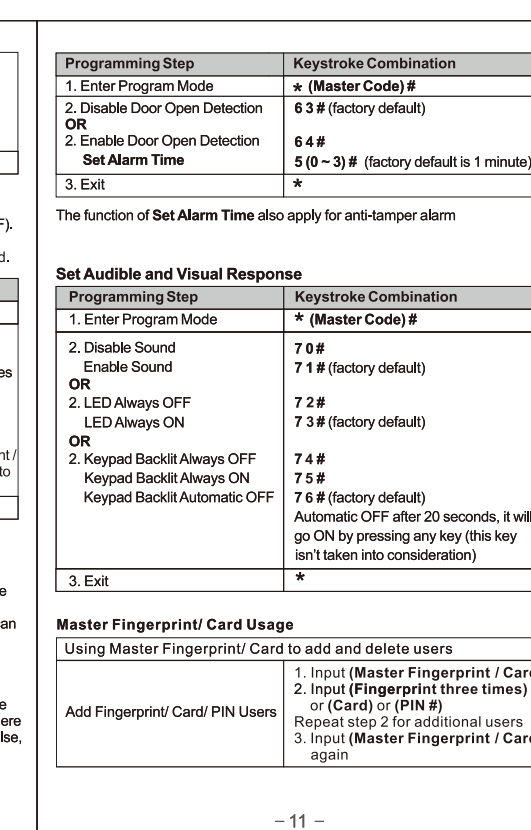 Programming Step Keystroke Combination
1. Enter Program Mode * (Master Code) #
2. Disable Door Open Detection 6 3 # (factory default)
OR
2. Enable Door Open Detection 6 4 #
Set Alarm Time 5 (0 ~ 3) # (factory default is 1 minute)
3. Exit *
The function of Set Alarm Time also apply for anti-tamper alarm
Set Audible and Visual Response
Programming Step Keystroke Combination
1. Enter Program Mode * (Master Code) #
2. Disable Sound 7 0 #
Enable Sound 7 1 # (factory default)
OR
2. LED Always OFF 7 2 #
LED Always ON 7 3 # (factory default)
OR
2. Keypad Backlit Always OFF 7 4 #
Keypad Backlit Always ON 7 5 #
Keypad Backlit Automatic OFF 7 6 # (factory default)
Automatic OFF after 20 seconds, it will
go ON by pressing any key (this key
isn't taken into consideration)
3. Exit *
Master Fingerprint/ Card Usage
Using Master Fingerprint/ Card to add and delete users
Add Fingerprint/ Card/ PIN Users
1. Input (Master Fingerprint / Car
2. Input (Fingerprint three times)
or (Card) or (PIN #)
Repeat step 2 for additional users
3. Input (Master Fingerprint / Car
again
– 11 –